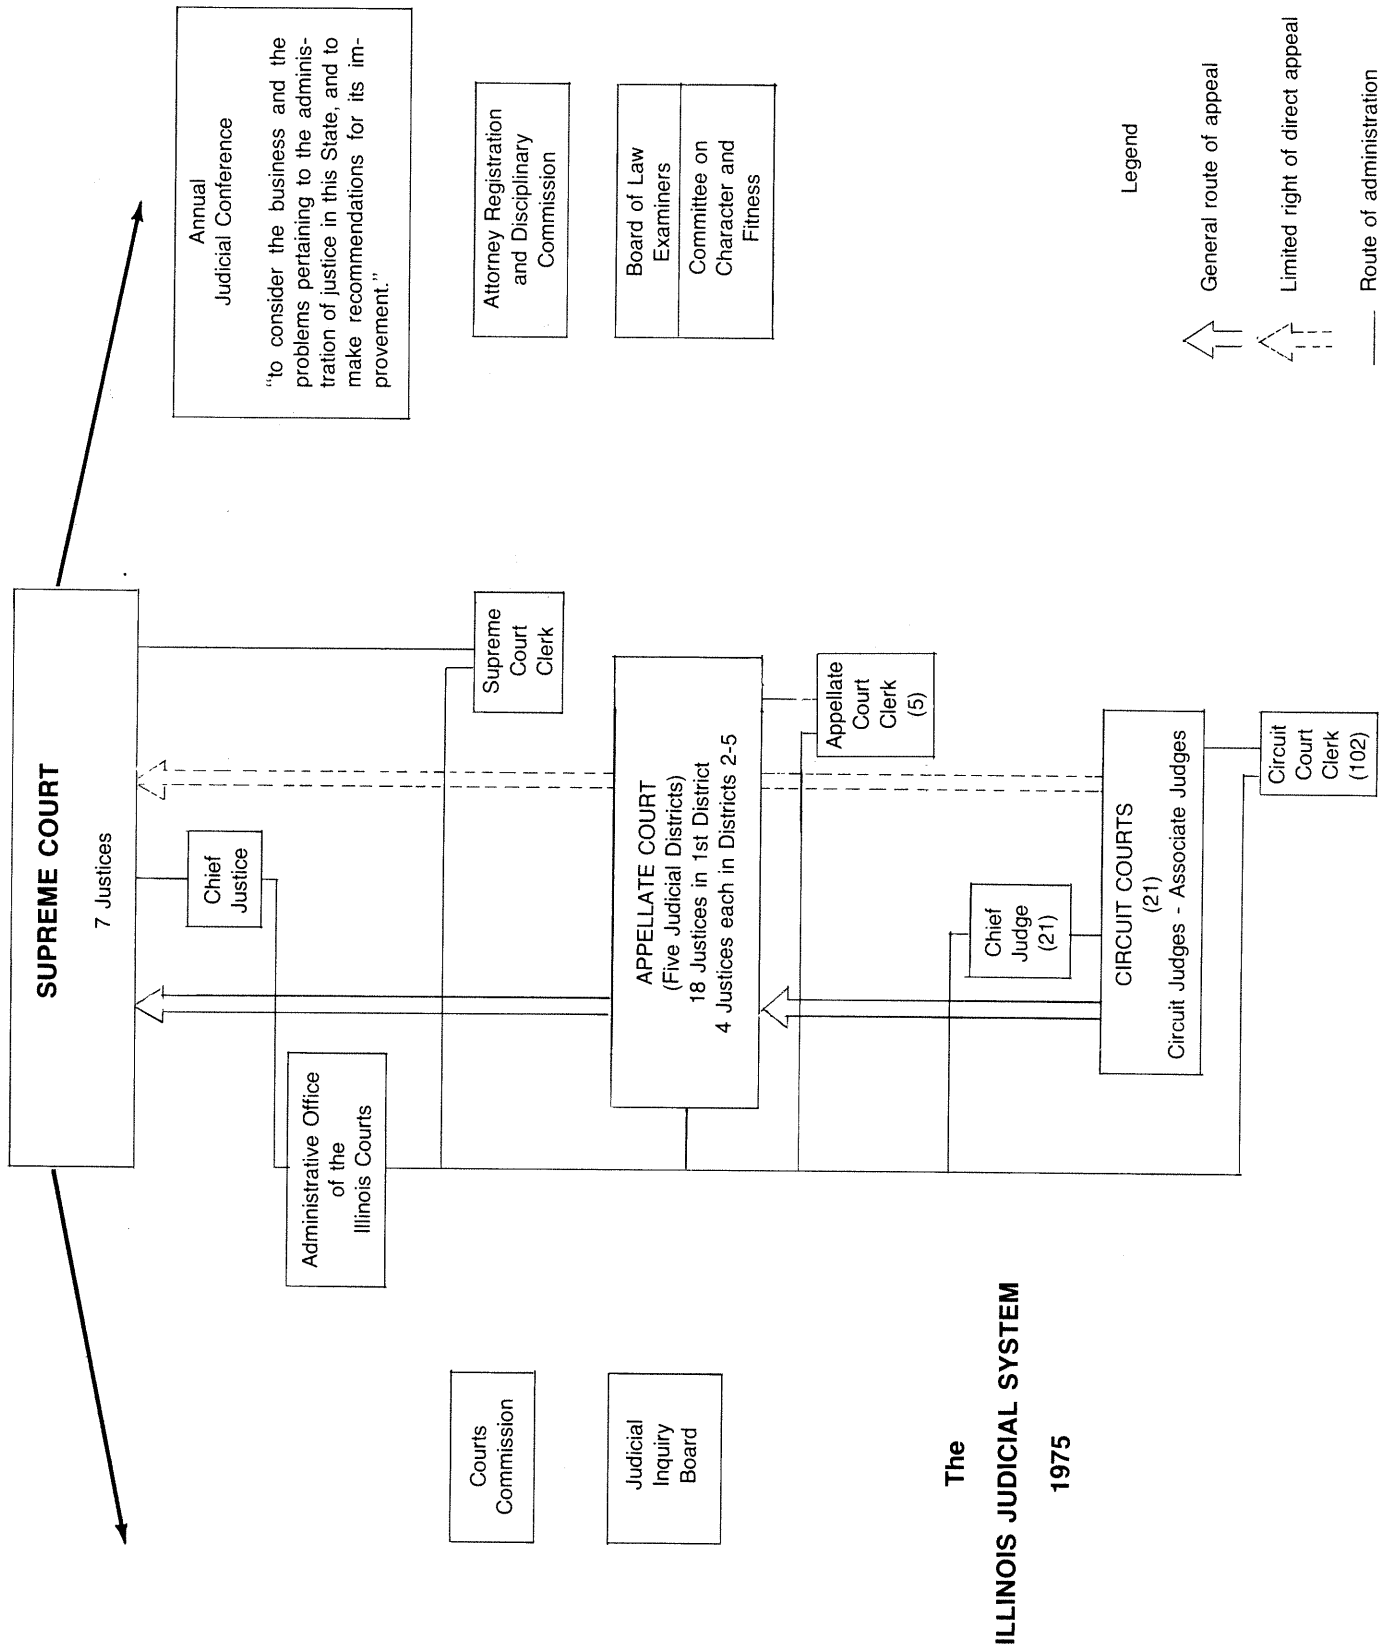 SUPREME COURT
7 Justices
Chief
Justice
Administrative Office
of the
Illinois Courts
Supreme
Court
Clerk
Annual
Judicial Conference
“to consider the business and the
problems pertaining to the adminis-
tration of justice in this State, and to
make recommendations for its im-
provement.”
Courts
Commission
Judicial
Inquiry
Board
Attorney Registration
and Disciplinary
Commission
Board of Law
Examiners
Committee on
Character and
Fitness
APPELLATE COURT
(Five Judicial Districts)
18 Justices in 1st District
4 Justices each in Districts 2-5
Appellate
Court
Clerk
(5)
Chief
Judge
(21)
CIRCUIT COURTS
(21)
Circuit Judges - Associate Judges
Circuit
Court
Clerk
(102)
The
ILLINOIS JUDICIAL SYSTEM
1975
Legend
General route of appeal
Limited right of direct appeal
Route of administration